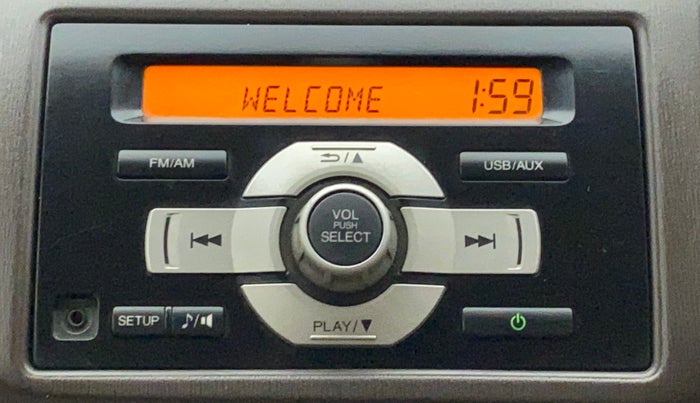 WELCOME 1:59
FM/AM
USB/AUX
VOL
PUSH
SELECT
SETUP
PLAY/▼